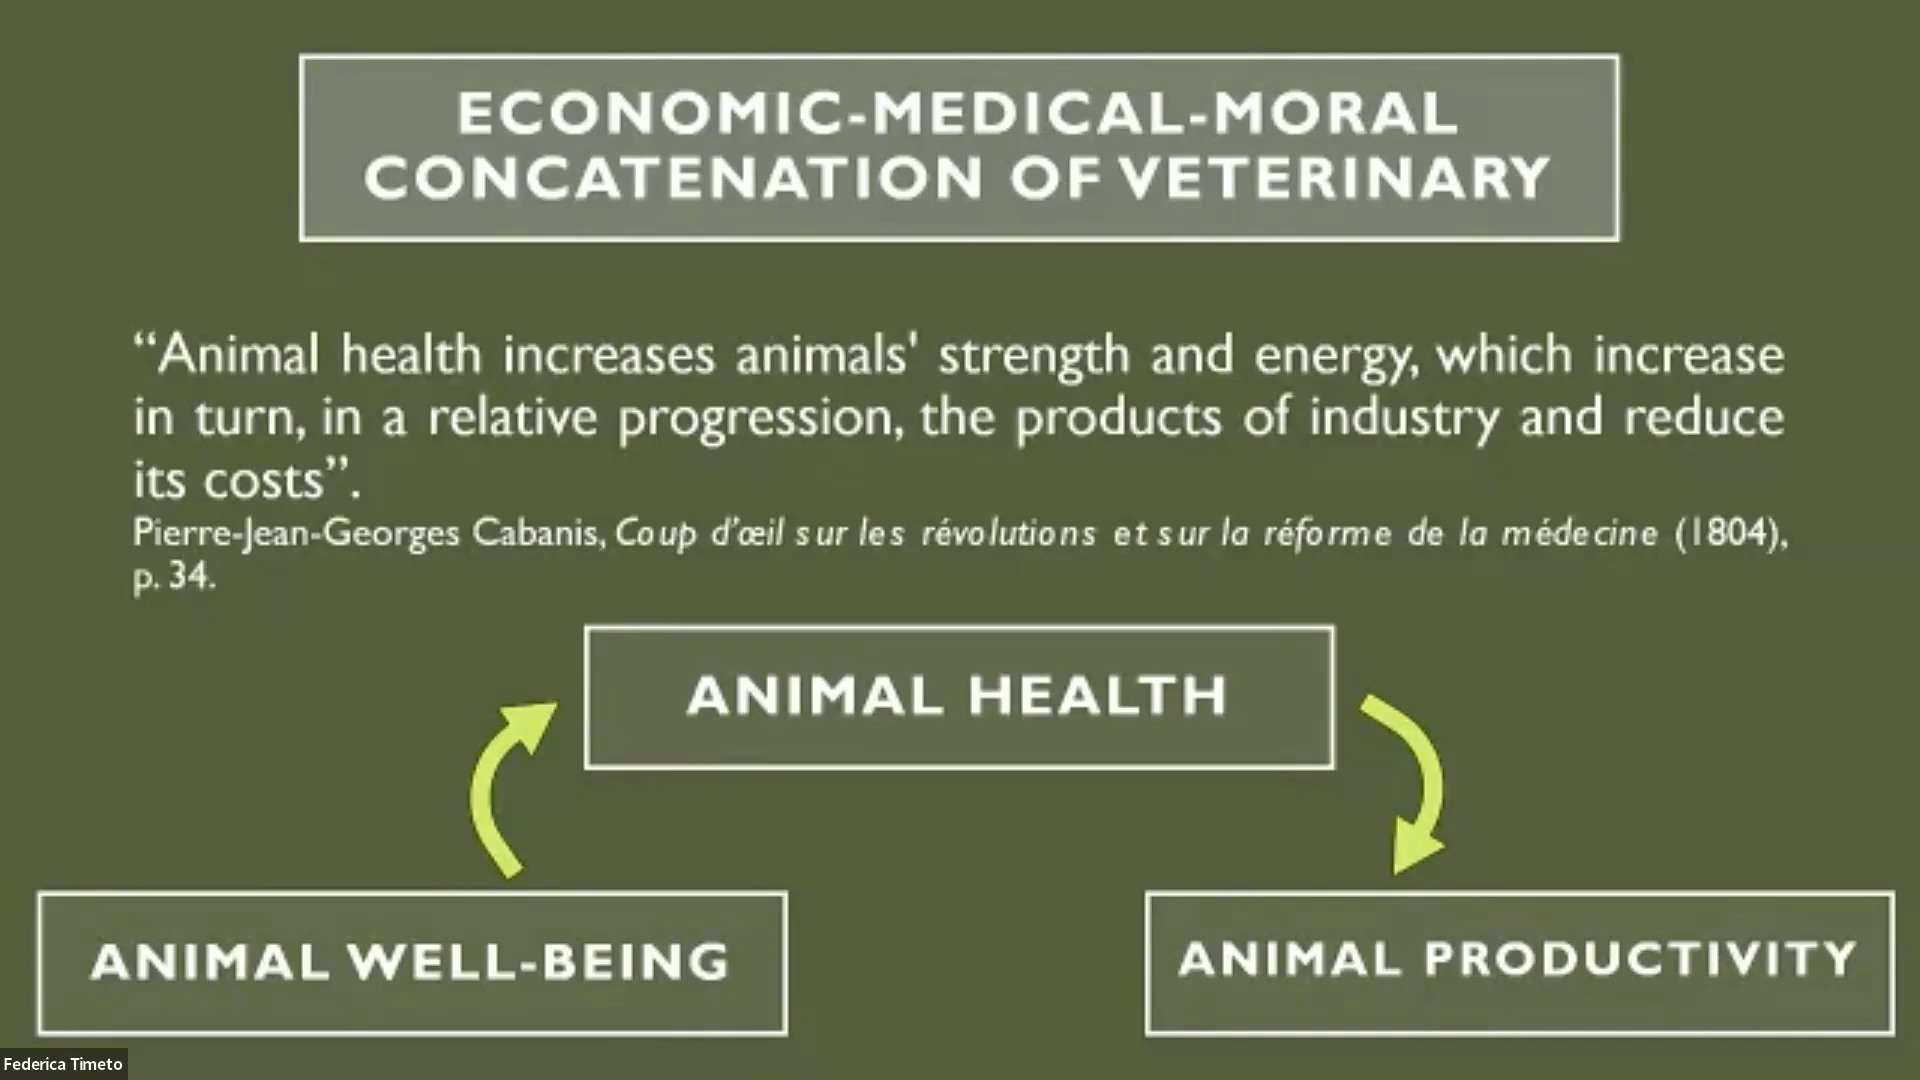 ECONOMIC-MEDICAL-MORAL
CONCATENATION OF VETERINARY
“Animal health increases animals' strength and energy, which increase
in turn, in a relative progression, the products of industry and reduce
its costs”.
Pierre-Jean-Georges Cabanis, Coup d’œil sur les révolutions et sur la réforme de la médecine (1804),
p. 34.
ANIMAL HEALTH
ANIMAL WELL-BEING
ANIMAL PRODUCTIVITY
Federica Timeto